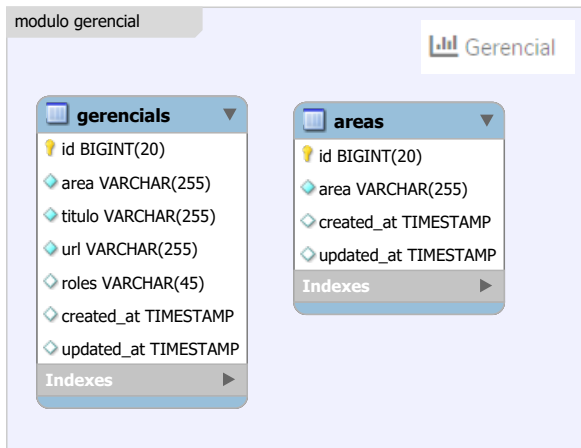 modulo gerencial
Gerencial
gerencials
id BIGINT(20)
area VARCHAR(255)
titulo VARCHAR(255)
url VARCHAR(255)
roles VARCHAR(45)
created_at TIMESTAMP
updated_at TIMESTAMP
Indexes
areas
id BIGINT(20)
area VARCHAR(255)
created_at TIMESTAMP
updated_at TIMESTAMP
Indexes